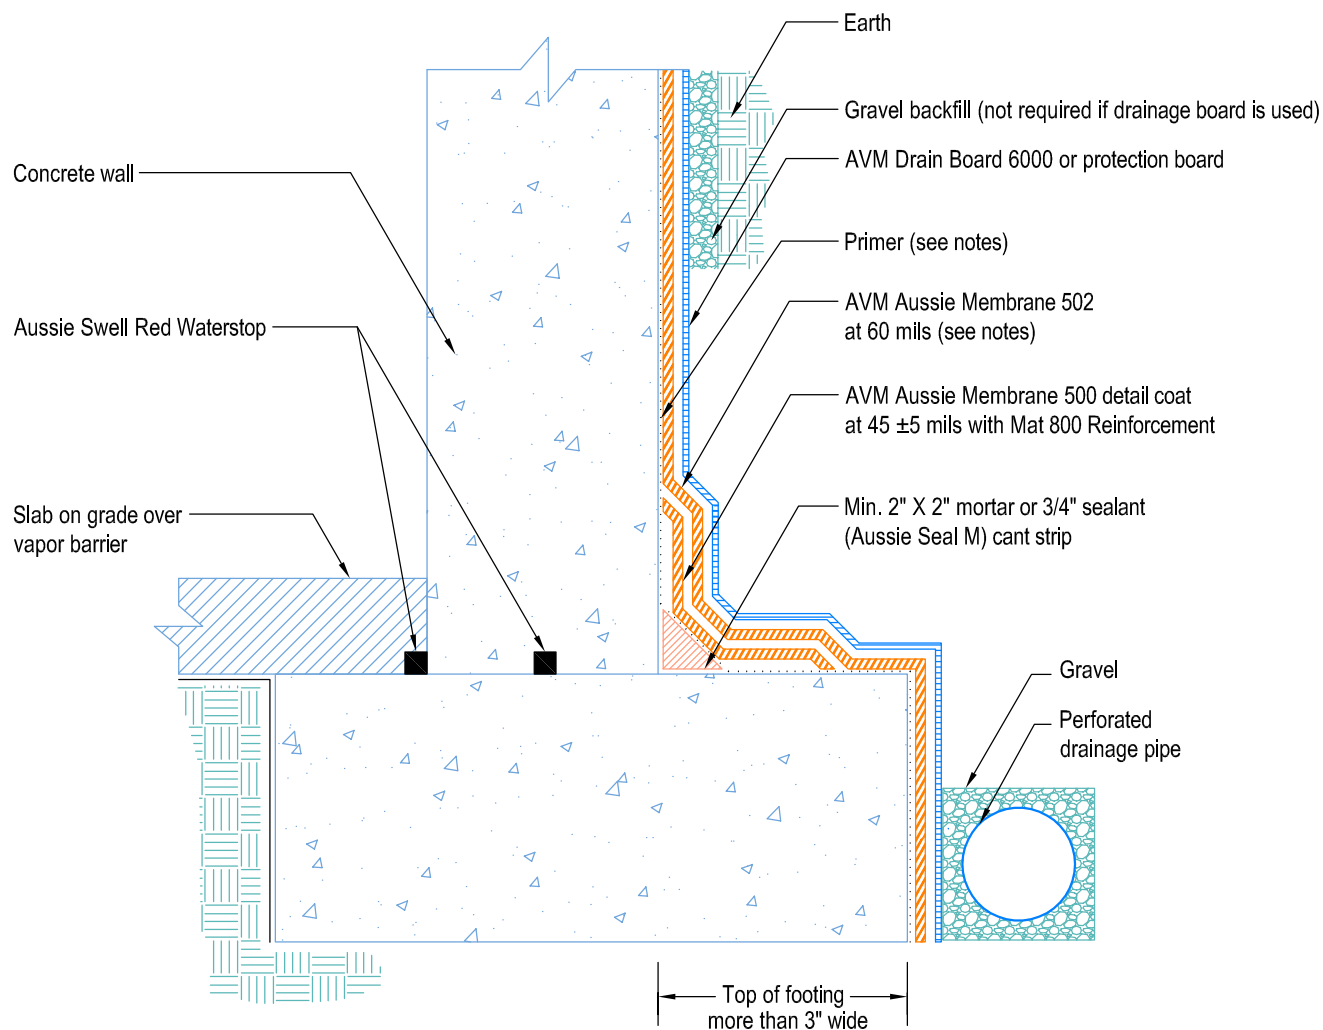 Earth
Gravel backfill (not required if drainage board is used)
AVM Drain Board 6000 or protection board
Concrete wall
Primer (see notes)
AVM Aussie Membrane 502
at 60 mils (see notes)
Aussie Swell Red Waterstop
AVM Aussie Membrane 500 detail coat
at 45 ±5 mils with Mat 800 Reinforcement
Min. 2" X 2" mortar or 3/4" sealant
(Aussie Seal M) cant strip
Slab on grade over
vapor barrier
Gravel
Perforated
drainage pipe
Top of footing
more than 3" wide